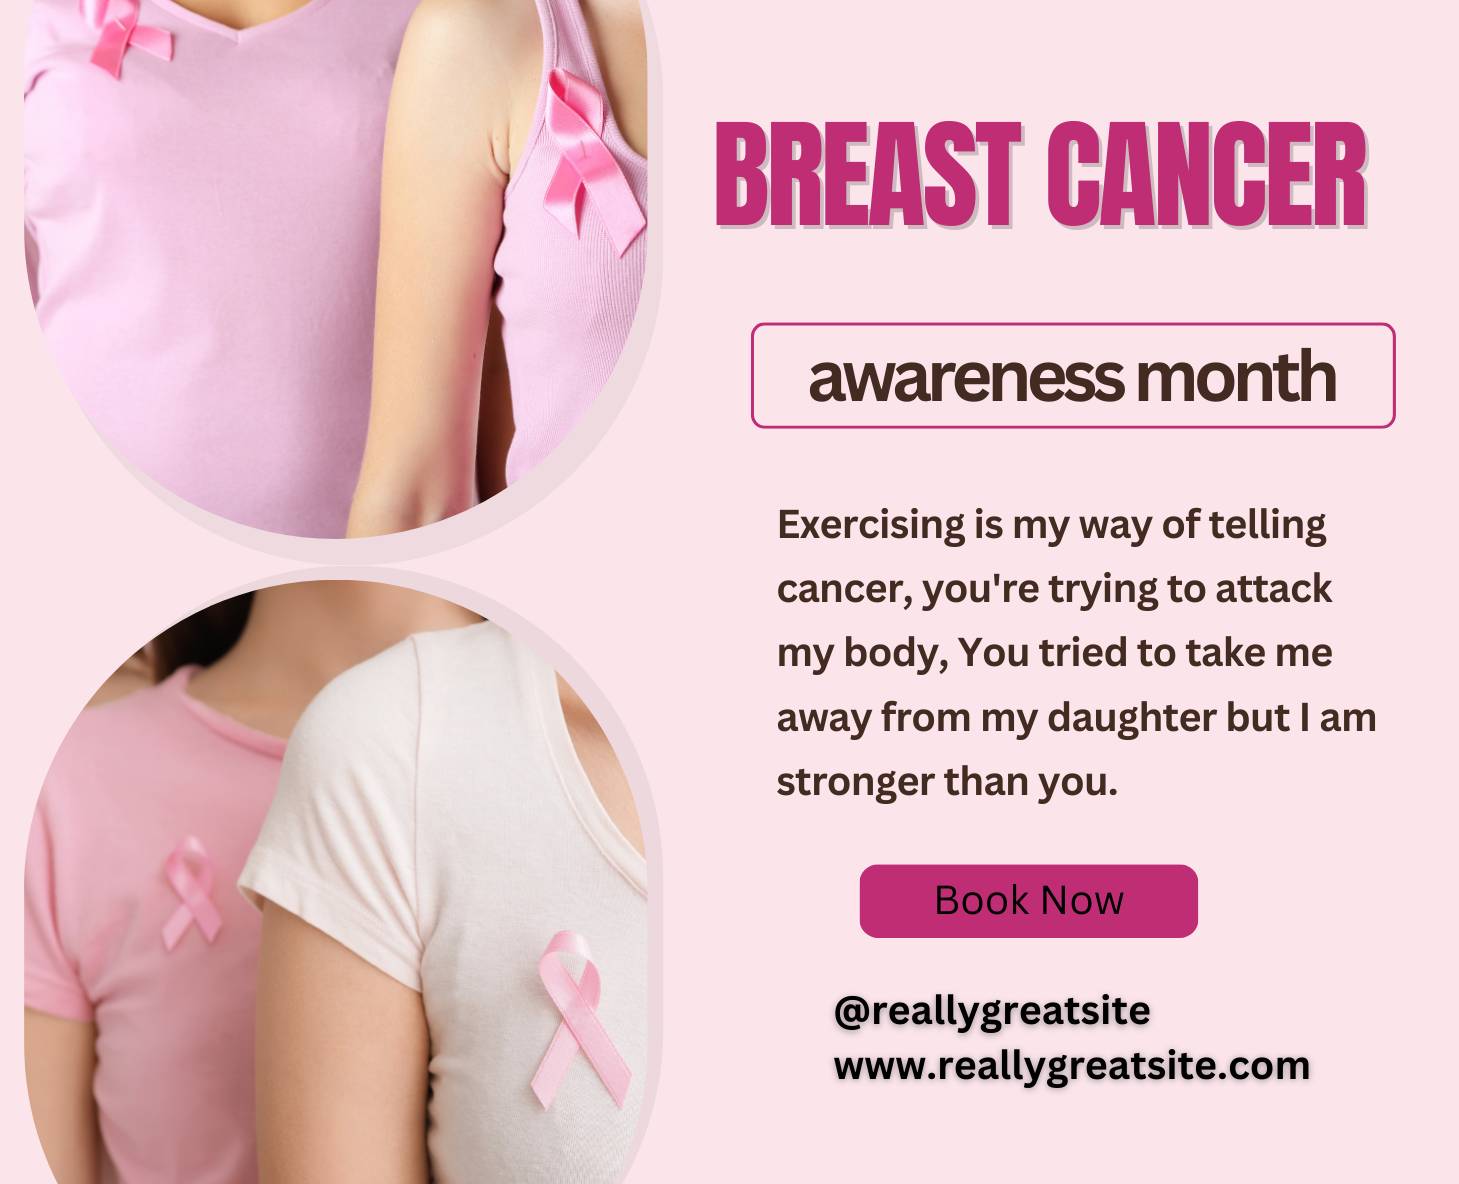 BREAST CANCER
awareness month
Exercising is my way of telling
cancer, you're trying to attack
my body, You tried to take me
away from my daughter but I am
stronger than you.
Book Now
@reallygreatsite
www.reallygreatsite.com